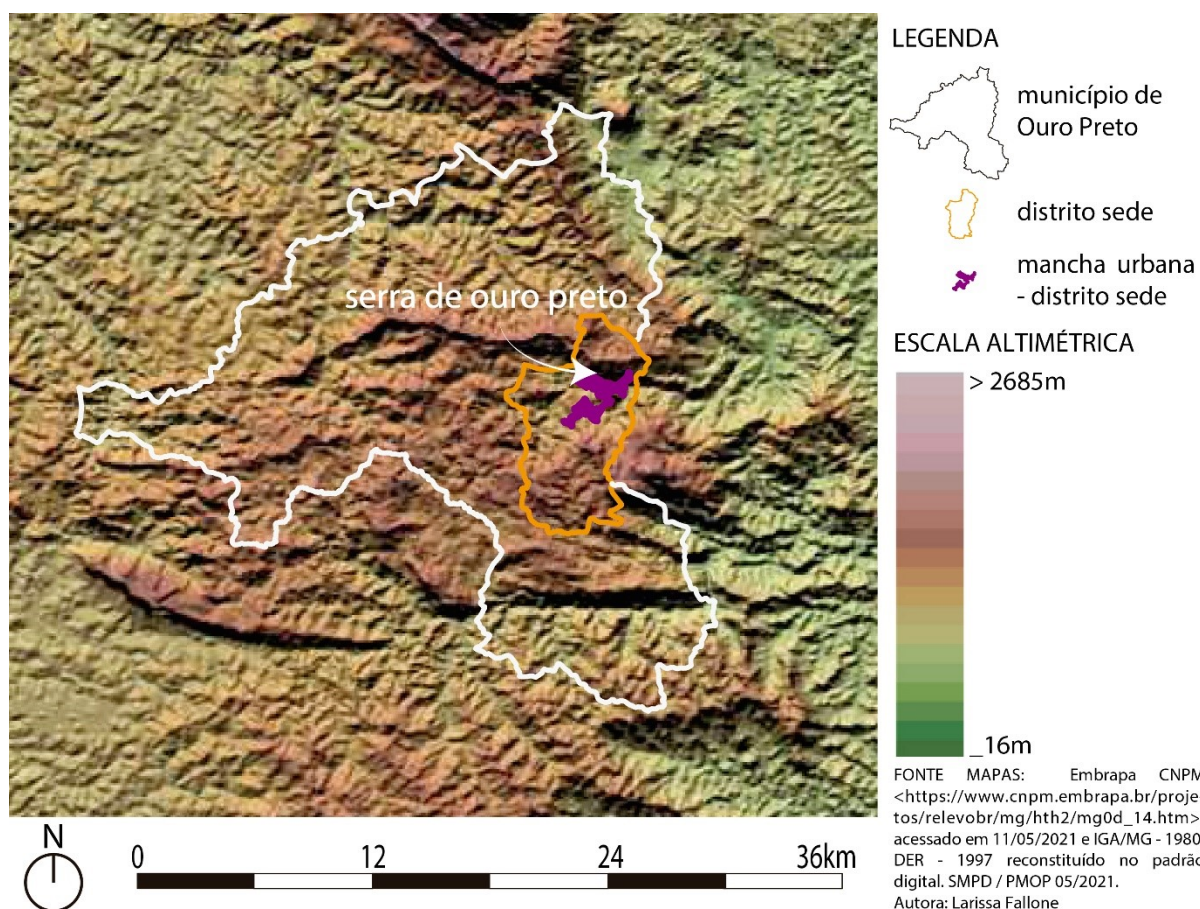 serra de ouro preto
N
0 12 24 36km
LEGENDA
município de
Ouro Preto
distrito sede
mancha urbana
- distrito sede
ESCALA ALTIMÉTRICA
> 2685m
_16m
FONTE MAPAS: Embrapa CNPM
<https://www.cnpm.embrapa.br/proje
tos/relevobr/mg/hth2/mg0d_14.htm>
acessado em 11/05/2021 e IGA/MG - 1980
DER - 1997 reconstituído no padrão
digital. SMPD / PMOP 05/2021.
Autora: Larissa Fallone